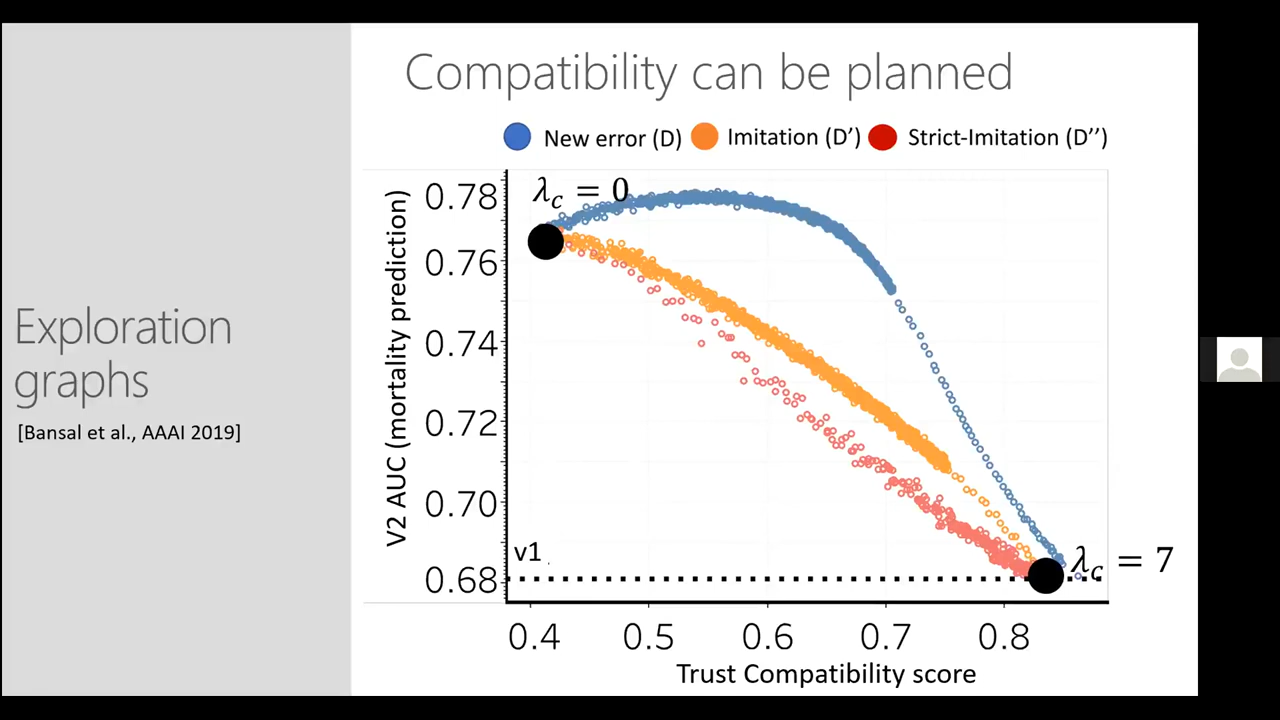 Compatibility can be planned
New error (D) Imitation (D’) Strict-Imitation (D’’)
Exploration
graphs
[Bansal et al., AAAI 2019]
V2 AUC (mortality prediction)
0.78
0.76
0.74
0.72
0.70
0.68
λc = 0
v1
λc = 7
0.4 0.5 0.6 0.7 0.8
Trust Compatibility score